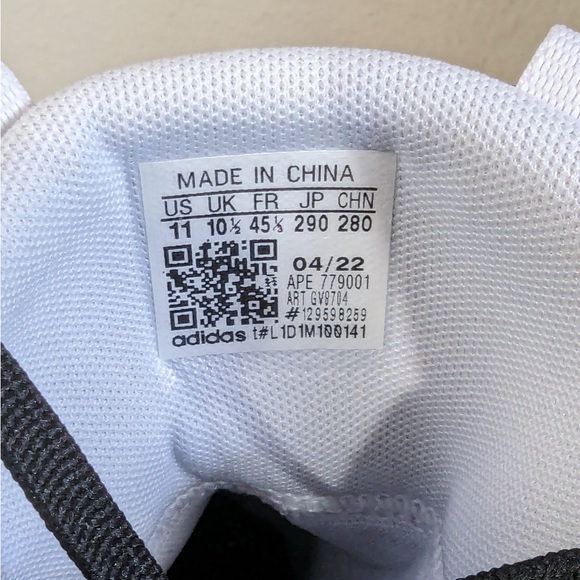 MADE IN CHINA
US UK FR JP CHN
11 10½ 45⅓ 290 280
04/22
APE 779001
ART GV8704
#129598259
adidas t#L1D1M100141